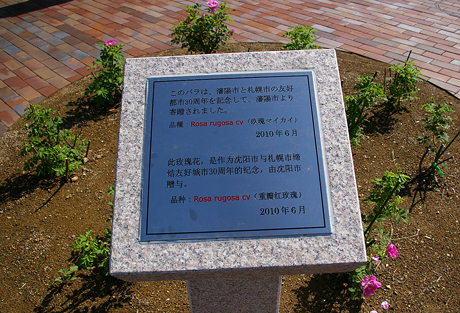 このバラは、瀋陽市と札幌市の友好
都市30周年を記念して、瀋陽市より
寄贈されました。
品種：Rosa rugosa cv（玫瑰マイカイ）
2010年6月
此玫瑰花，是作为沈阳市与札幌市缔
结友好城市30周年的纪念，由沈阳市
赠与。
品种：Rosa rugosa cv（重瓣红玫瑰）
2010年6月